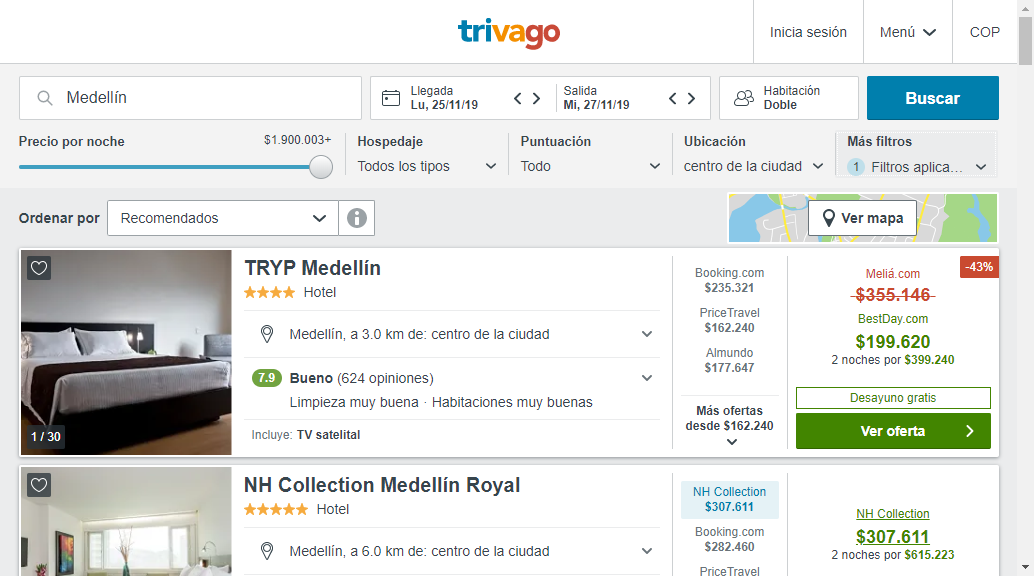 trivago
Inicia sesión
Menú
COP
Medellín
Llegada
Lu, 25/11/19
Salida
Mi, 27/11/19
Habitación
Doble
Buscar
Precio por noche
$1.900.003+
Hospedaje
Todos los tipos
Puntuación
Todo
Ubicación
centro de la ciudad
Más filtros
1 Filtros aplica...
Ordenar por
Recomendados
Ver mapa
TRYP Medellín
Hotel
Medellín, a 3.0 km de: centro de la ciudad
7.9 Bueno (624 opiniones)
Limpieza muy buena · Habitaciones muy buenas
Incluye: TV satelital
1 / 30
Booking.com
$235.321
PriceTravel
$162.240
Almundo
$177.647
Más ofertas
desde $162.240
-43%
Meliá.com
$355.146
BestDay.com
$199.620
2 noches por $399.240
Desayuno gratis
Ver oferta
NH Collection Medellín Royal
Hotel
Medellín, a 6.0 km de: centro de la ciudad
NH Collection
$307.611
Booking.com
$282.460
PriceTravel
NH Collection
$307.611
2 noches por $615.223